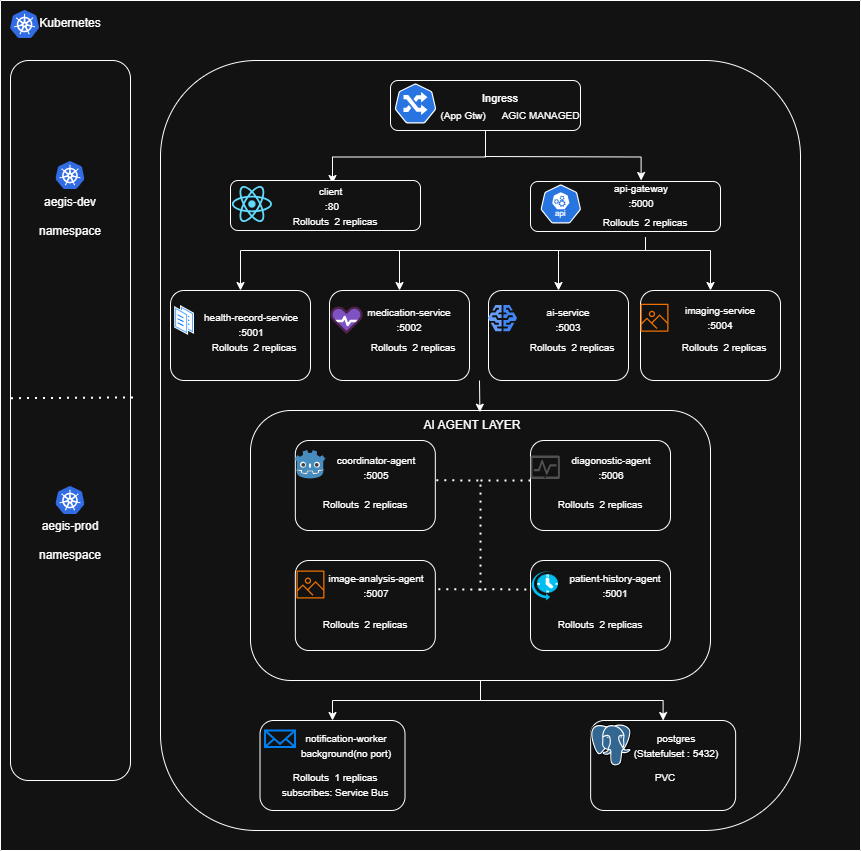 Kubernetes
Ingress
(App Gtw) AGIC MANAGED
client
:80
Rollouts 2 replicas
api-gateway
:5000
Rollouts 2 replicas
api
aegis-dev
namespace
health-record-service
:5001
Rollouts 2 replicas
medication-service
:5002
Rollouts 2 replicas
ai-service
:5003
Rollouts 2 replicas
imaging-service
:5004
Rollouts 2 replicas
AI AGENT LAYER
coordinator-agent
:5005
Rollouts 2 replicas
diagonostic-agent
:5006
Rollouts 2 replicas
aegis-prod
namespace
image-analysis-agent
:5007
Rollouts 2 replicas
patient-history-agent
:5001
Rollouts 2 replicas
notification-worker
background(no port)
Rollouts 1 replicas
subscribes: Service Bus
postgres
(Statefulset : 5432)
PVC